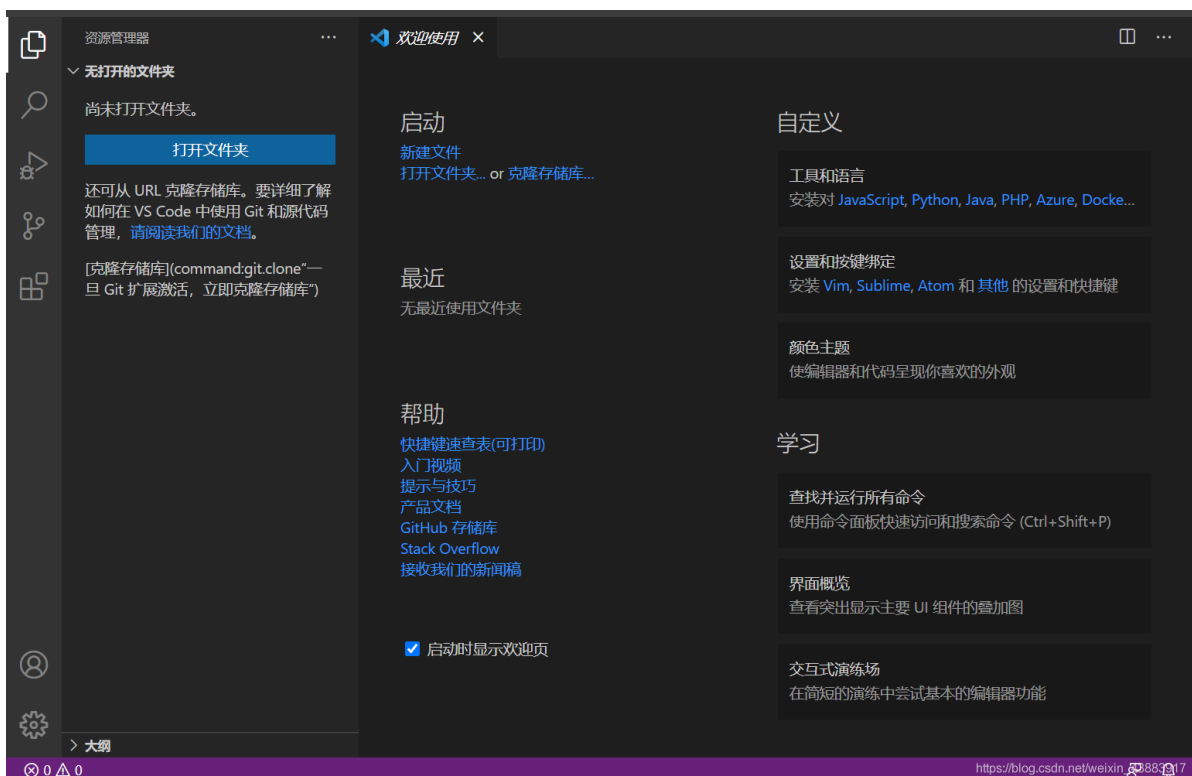 资源管理器
无打开的文件夹
尚未打开文件夹。
打开文件夹
还可从 URL 克隆存储库。要详细了解
如何在 VS Code 中使用 Git 和源代码
管理，请阅读我们的文档。
[克隆存储库](command:git.clone“一
旦 Git 扩展激活，立即克隆存储库”)
大纲
欢迎使用
启动
新建文件
打开文件夹... or 克隆存储库...
最近
无最近使用文件夹
帮助
快捷键速查表(可打印)
入门视频
提示与技巧
产品文档
GitHub 存储库
Stack Overflow
接收我们的新闻稿
启动时显示欢迎页
自定义
工具和语言
安装对 JavaScript, Python, Java, PHP, Azure, Docke...
设置和按键绑定
安装 Vim, Sublime, Atom 和 其他 的设置和快捷键
颜色主题
使编辑器和代码呈现你喜欢的外观
学习
查找并运行所有命令
使用命令面板快速访问和搜索命令 (Ctrl+Shift+P)
界面概览
查看突出显示主要 UI 组件的叠加图
交互式演练场
在简短的演练中尝试基本的编辑器功能
0 0